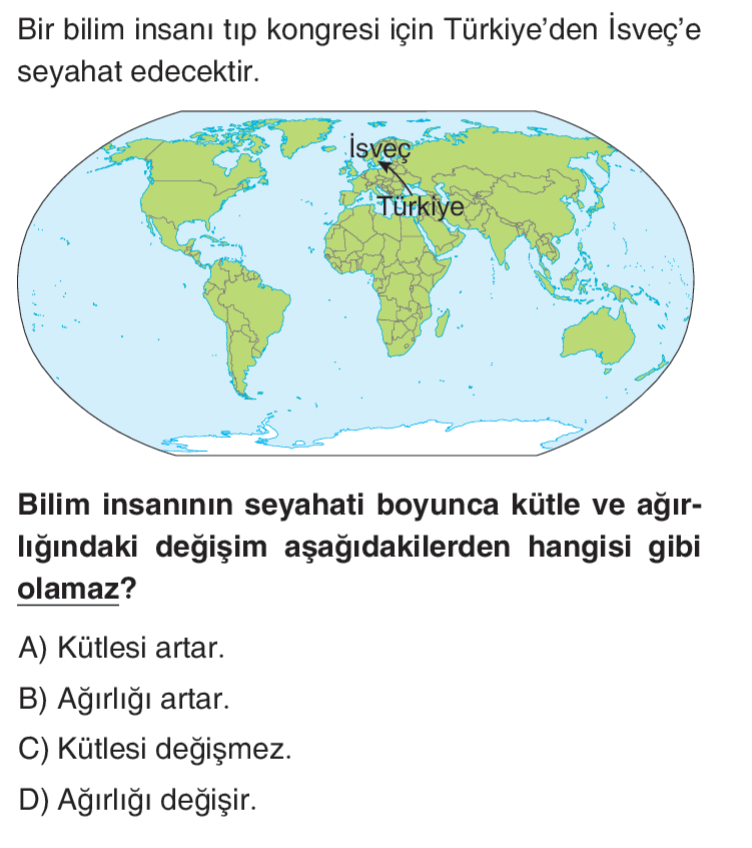 Bir bilim insanı tıp kongresi için Türkiye'den İsveç'e
seyahat edecektir.
İsveç
Türkiye
Bilim insanının seyahati boyunca kütle ve ağır-
lığındaki değişim aşağıdakilerden hangisi gibi
olamaz?
A) Kütlesi artar.
B) Ağırlığı artar.
C) Kütlesi değişmez.
D) Ağırlığı değişir.